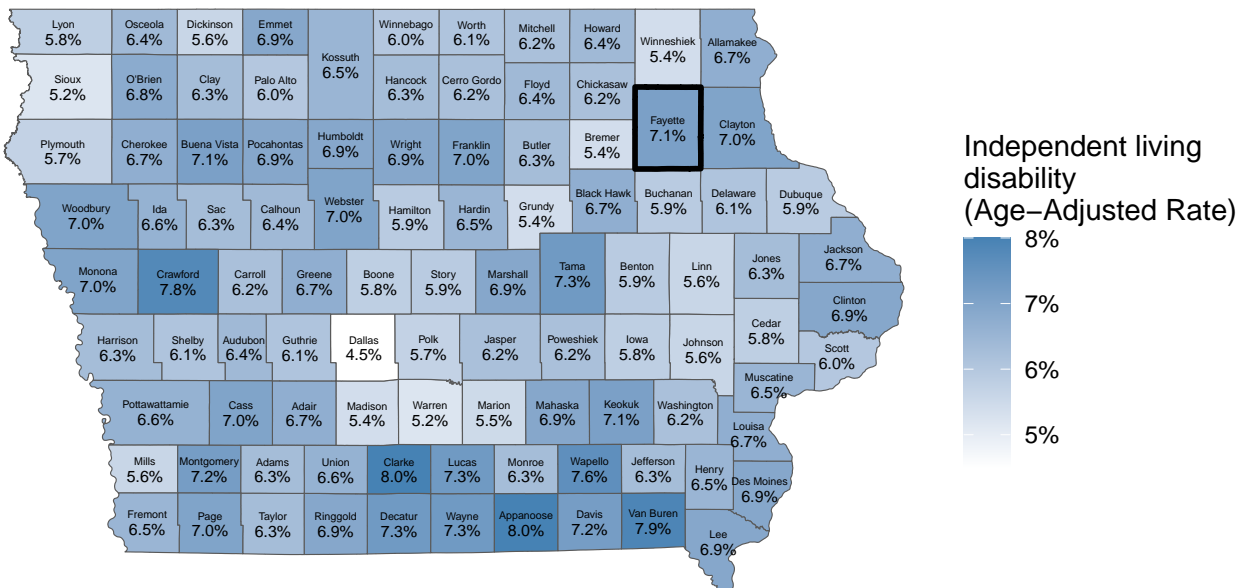 Lyon
5.8%
Osceola
6.4%
Dickinson
5.6%
Emmet
6.9%
Kossuth
6.5%
Winnebago
6.0%
Worth
6.1%
Mitchell
6.2%
Howard
6.4%
Winneshiek
5.4%
Allamakee
6.7%
Sioux
5.2%
O'Brien
6.8%
Clay
6.3%
Palo Alto
6.0%
Hancock
6.3%
Cerro Gordo
6.2%
Floyd
6.4%
Chickasaw
6.2%
Fayette
7.1%
Clayton
7.0%
Plymouth
5.7%
Cherokee
6.7%
Buena Vista
7.1%
Pocahontas
6.9%
Humboldt
6.9%
Wright
6.9%
Franklin
7.0%
Butler
6.3%
Bremer
5.4%
Woodbury
7.0%
Ida
6.6%
Sac
6.3%
Calhoun
6.4%
Webster
7.0%
Hamilton
5.9%
Hardin
6.5%
Grundy
5.4%
Black Hawk
6.7%
Buchanan
5.9%
Delaware
6.1%
Dubuque
5.9%
Monona
7.0%
Crawford
7.8%
Carroll
6.2%
Greene
6.7%
Boone
5.8%
Story
5.9%
Marshall
6.9%
Tama
7.3%
Benton
5.9%
Linn
5.6%
Jones
6.3%
Jackson
6.7%
Clinton
6.9%
Harrison
6.3%
Shelby
6.1%
Audubon
6.4%
Guthrie
6.1%
Dallas
4.5%
Polk
5.7%
Jasper
6.2%
Poweshiek
6.2%
Iowa
5.8%
Johnson
5.6%
Cedar
5.8%
Scott
6.0%
Muscatine
6.5%
Pottawattamie
6.6%
Cass
7.0%
Adair
6.7%
Madison
5.4%
Warren
5.2%
Marion
5.5%
Mahaska
6.9%
Keokuk
7.1%
Washington
6.2%
Louisa
6.7%
Mills
5.6%
Montgomery
7.2%
Adams
6.3%
Union
6.6%
Clarke
8.0%
Lucas
7.3%
Monroe
6.3%
Wapello
7.6%
Jefferson
6.3%
Henry
6.5%
Des Moines
6.9%
Fremont
6.5%
Page
7.0%
Taylor
6.3%
Ringgold
6.9%
Decatur
7.3%
Wayne
7.3%
Appanoose
8.0%
Davis
7.2%
Van Buren
7.9%
Lee
6.9%
Independent living
disability
(Age−Adjusted Rate)
8%
7%
6%
5%